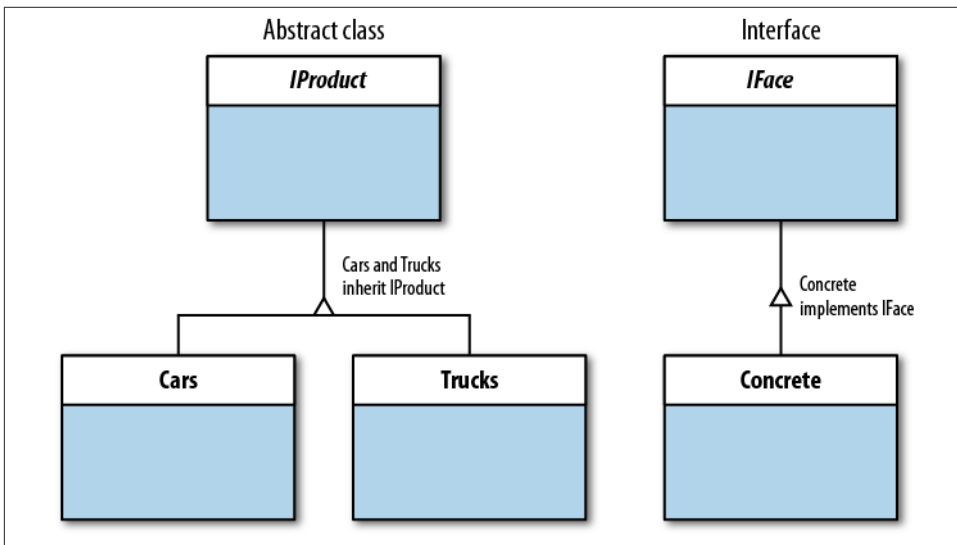 Abstract class
IProduct
Cars and Trucks
inherit IProduct
Cars
Trucks
Interface
IFace
Concrete
implements IFace
Concrete